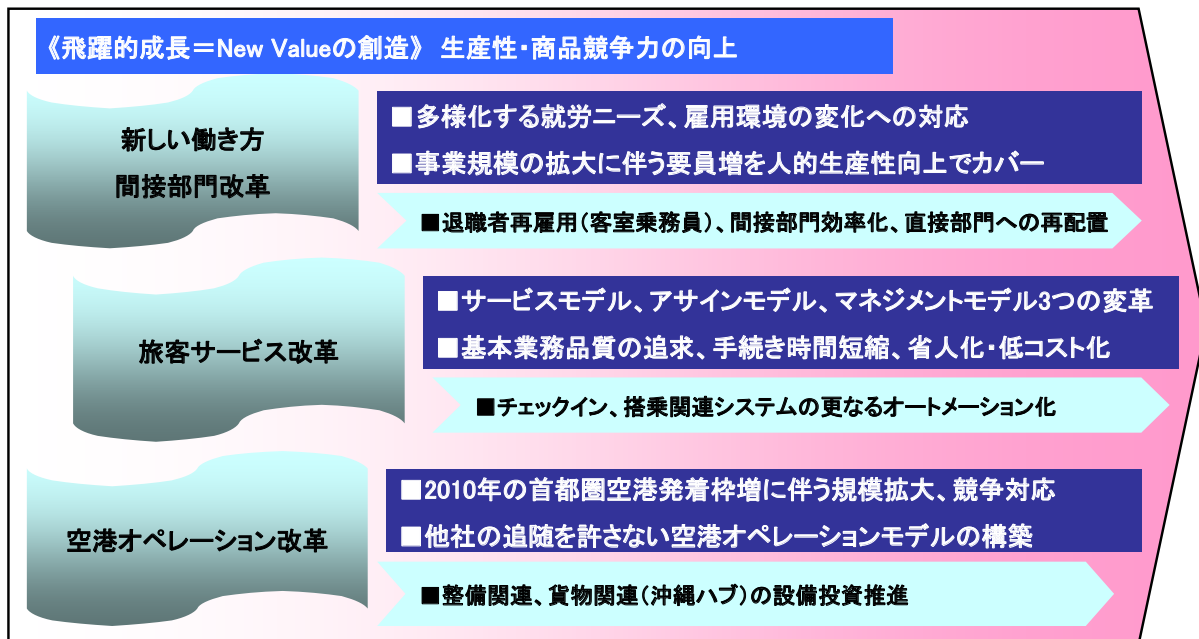 《飛躍的成長＝New Valueの創造》 生産性・商品競争力の向上
新しい働き方
間接部門改革
■多様化する就労ニーズ、雇用環境の変化への対応
■事業規模の拡大に伴う要員増を人的生産性向上でカバー
■退職者再雇用（客室乗務員）、間接部門効率化、直接部門への再配置
旅客サービス改革
■サービスモデル、アサインモデル、マネジメントモデル3つの変革
■基本業務品質の追求、手続き時間短縮、省人化・低コスト化
■チェックイン、搭乗関連システムの更なるオートメーション化
空港オペレーション改革
■2010年の首都圏空港発着枠増に伴う規模拡大、競争対応
■他社の追随を許さない空港オペレーションモデルの構築
■整備関連、貨物関連（沖縄ハブ）の設備投資推進